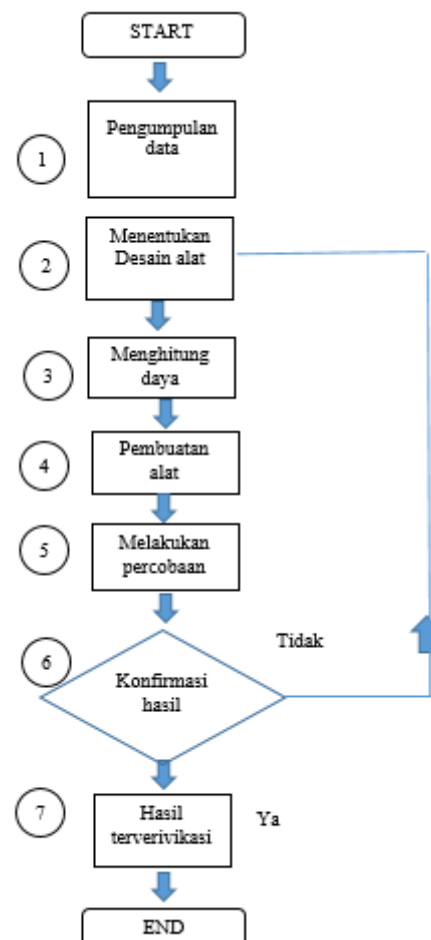 START
Pengumpulan
data
1
Menentukan
Desain alat
2
Menghitung
daya
3
Pembuatan
alat
4
Melakukan
percobaan
5
Tidak
6
Konfirmasi
hasil
7
Hasil
terverivikasi
Ya
END